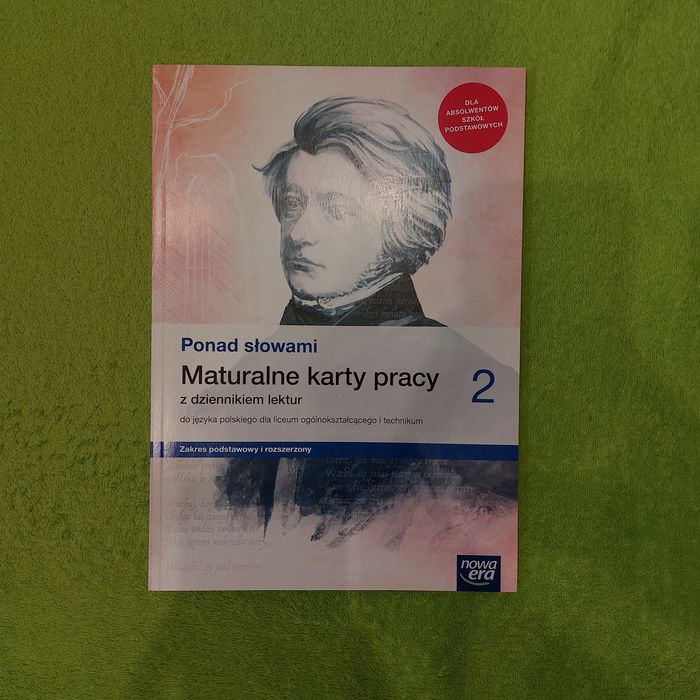 DLA
ABSOLWENTÓW
SZKÓŁ
PODSTAWOWYCH
Ponad słowami
Maturalne karty pracy
2
z dziennikiem lektur
do języka polskiego dla liceum ogólnokształcącego i technikum
Zakres podstawowy i rozszerzony
nowa
era